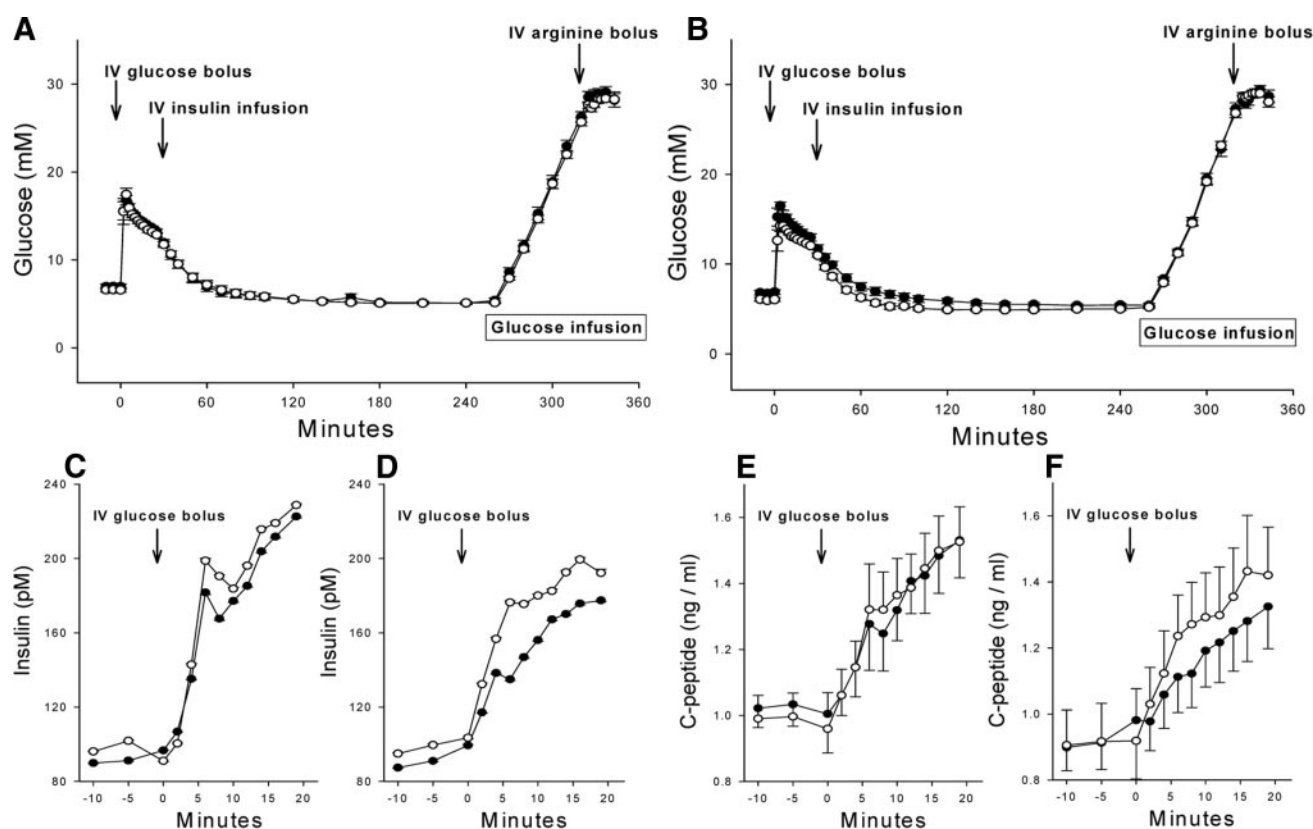 A
IV arginine bolus
IV glucose bolus
IV insulin infusion
Glucose (mM)
30
20
10
0
Glucose infusion
0 60 120 180 240 300 360
Minutes
B
IV arginine bolus
IV glucose bolus
IV insulin infusion
Glucose (mM)
30
20
10
0
Glucose infusion
0 60 120 180 240 300 360
Minutes
C
Insulin (pM)
240
200
160
120
80
IV glucose bolus
-10 -5 0 5 10 15 20
Minutes
D
Insulin (pM)
240
200
160
120
80
IV glucose bolus
-10 -5 0 5 10 15 20
Minutes
E
C-peptide (ng / ml)
1.6
1.4
1.2
1.0
0.8
IV glucose bolus
-10 -5 0 5 10 15 20
Minutes
F
C-peptide (ng / ml)
1.6
1.4
1.2
1.0
0.8
IV glucose bolus
-10 -5 0 5 10 15 20
Minutes